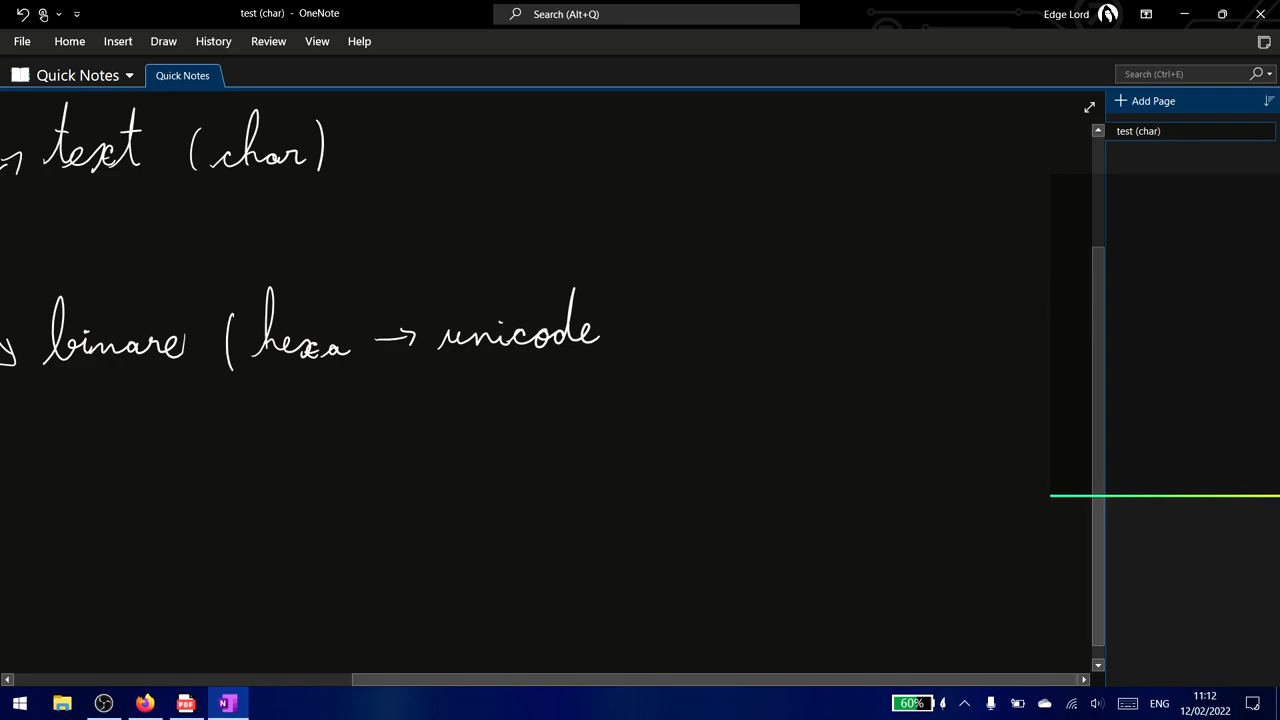 test (char) - OneNote
Search (Alt+Q)
Edge Lord
File Home Insert Draw History Review View Help
Quick Notes
Quick Notes
Search (Ctrl+E)
Add Page
test (char)
→ text (char)
↘ binare (hexa → unicode
60%
ENG
11:12
12/02/2022